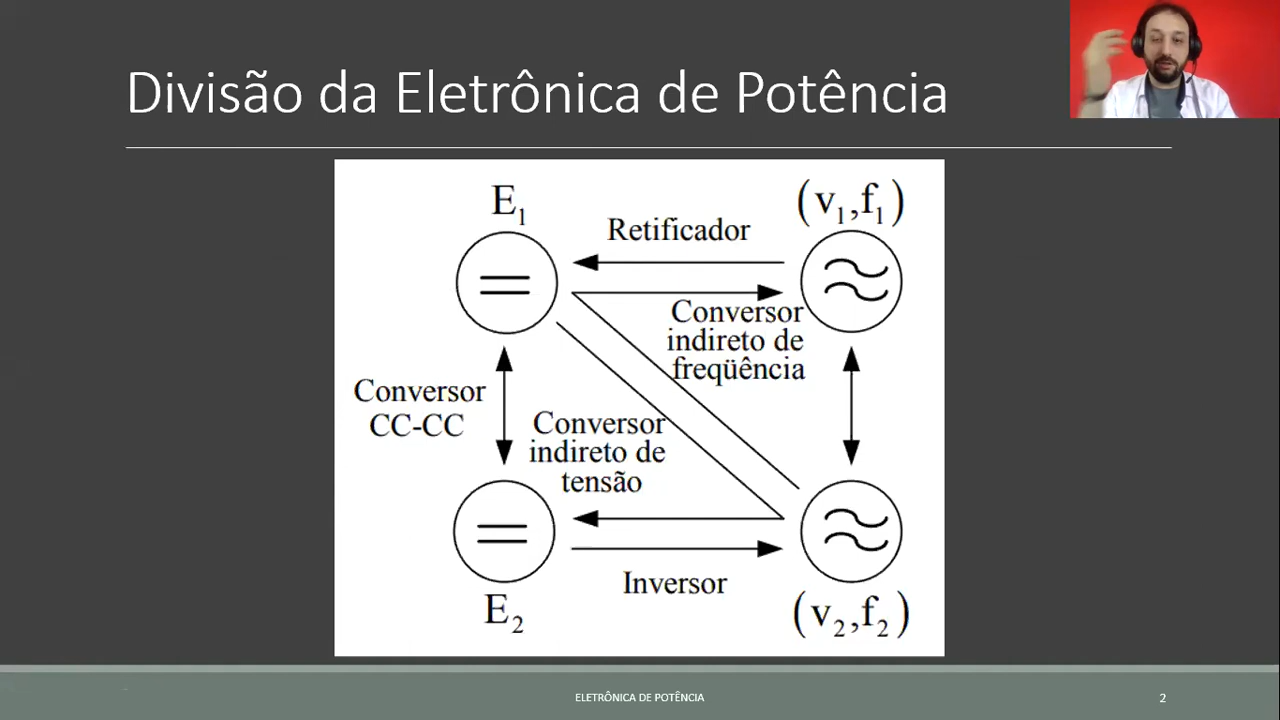 Divisão da Eletrônica de Potência
E₁
(v₁,f₁)
Retificador
Conversor
indireto de
freqüência
Conversor
CC-CC
Conversor
indireto de
tensão
Inversor
E₂
(v₂,f₂)
ELETRÔNICA DE POTÊNCIA
2